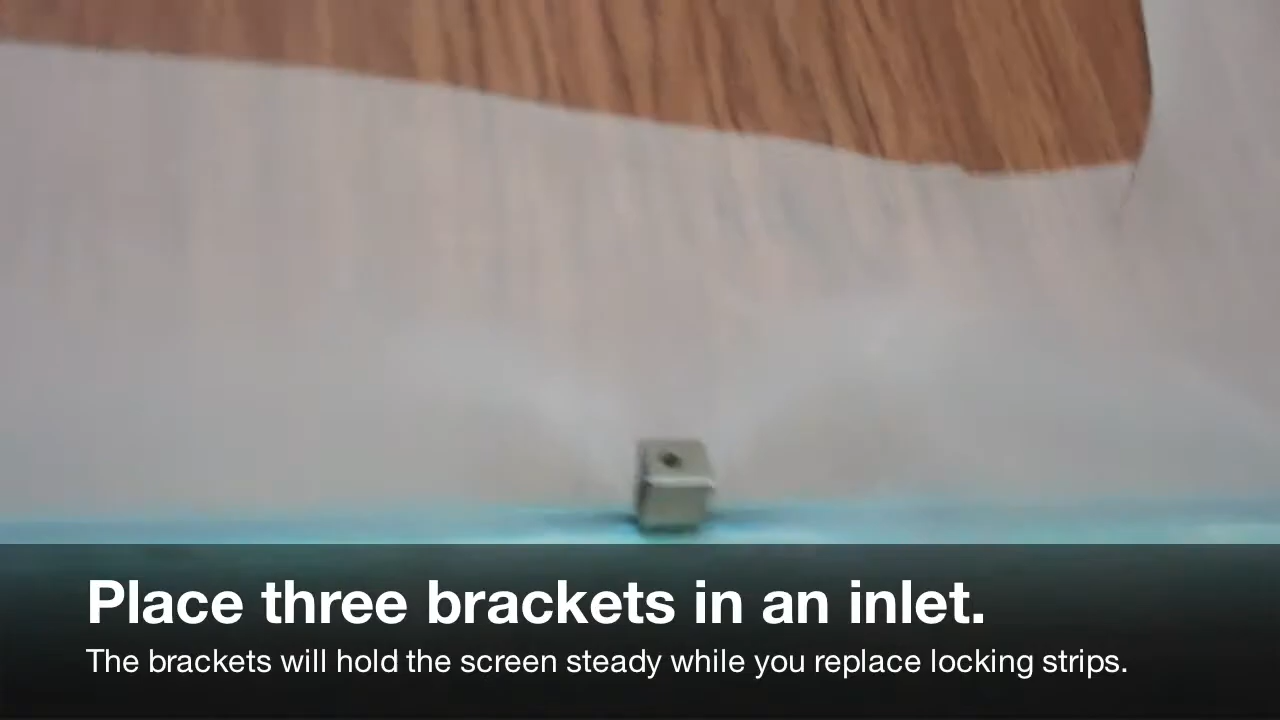 Place three brackets in an inlet.
The brackets will hold the screen steady while you replace locking strips.